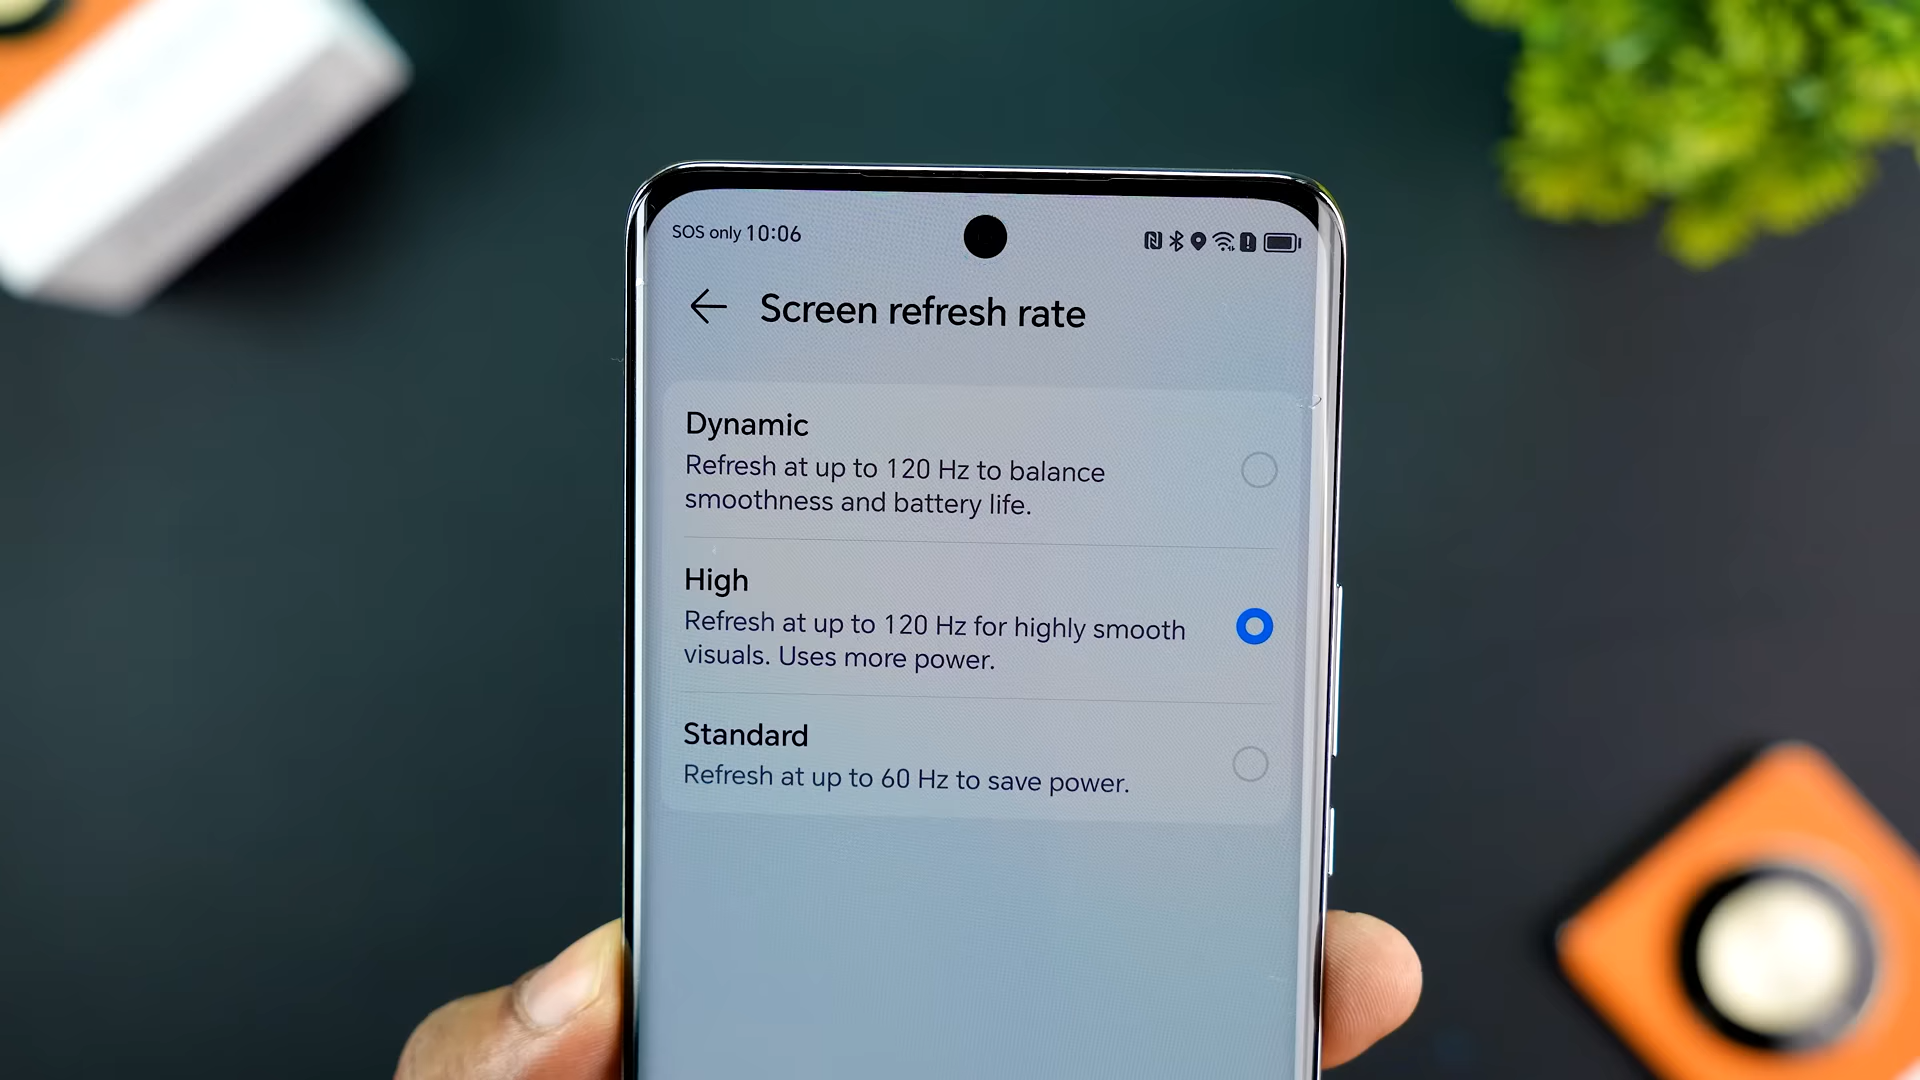 SOS only 10:06
Screen refresh rate
Dynamic
Refresh at up to 120 Hz to balance
smoothness and battery life.
High
Refresh at up to 120 Hz for highly smooth
visuals. Uses more power.
Standard
Refresh at up to 60 Hz to save power.